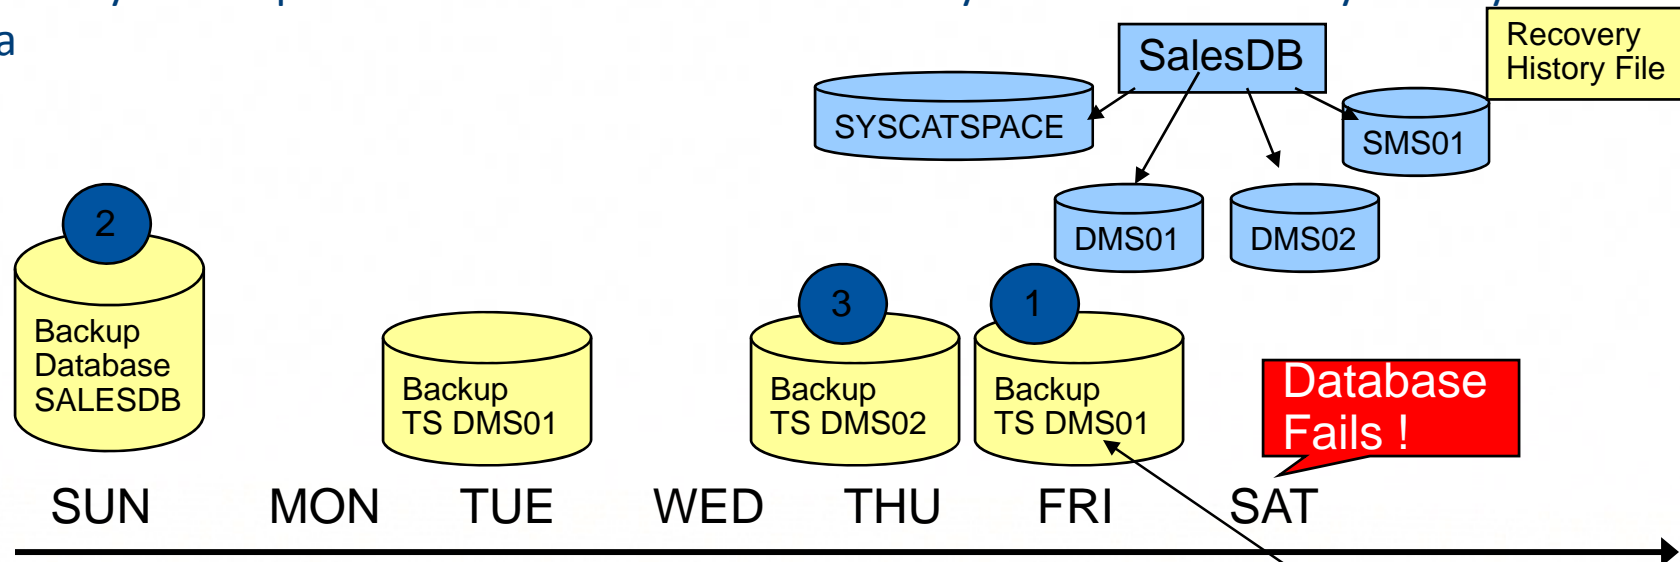 a
SalesDB
Recovery
History File
SYSCATSPACE
SMS01
DMS01
DMS02
2
3
1
Backup
Database
SALESDB
Backup
TS DMS01
Backup
TS DMS02
Backup
TS DMS01
Database
Fails !
SUN MON TUE WED THU FRI SAT